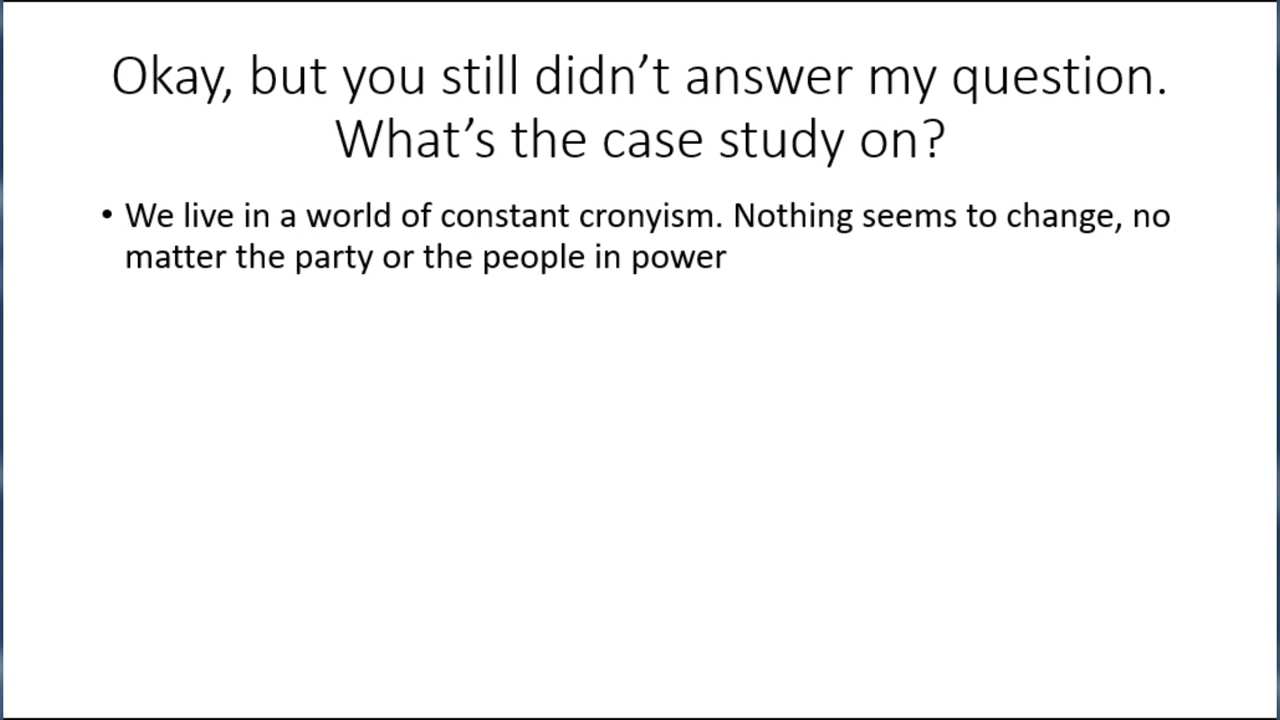 Okay, but you still didn’t answer my question.
What’s the case study on?
• We live in a world of constant cronyism. Nothing seems to change, no
matter the party or the people in power